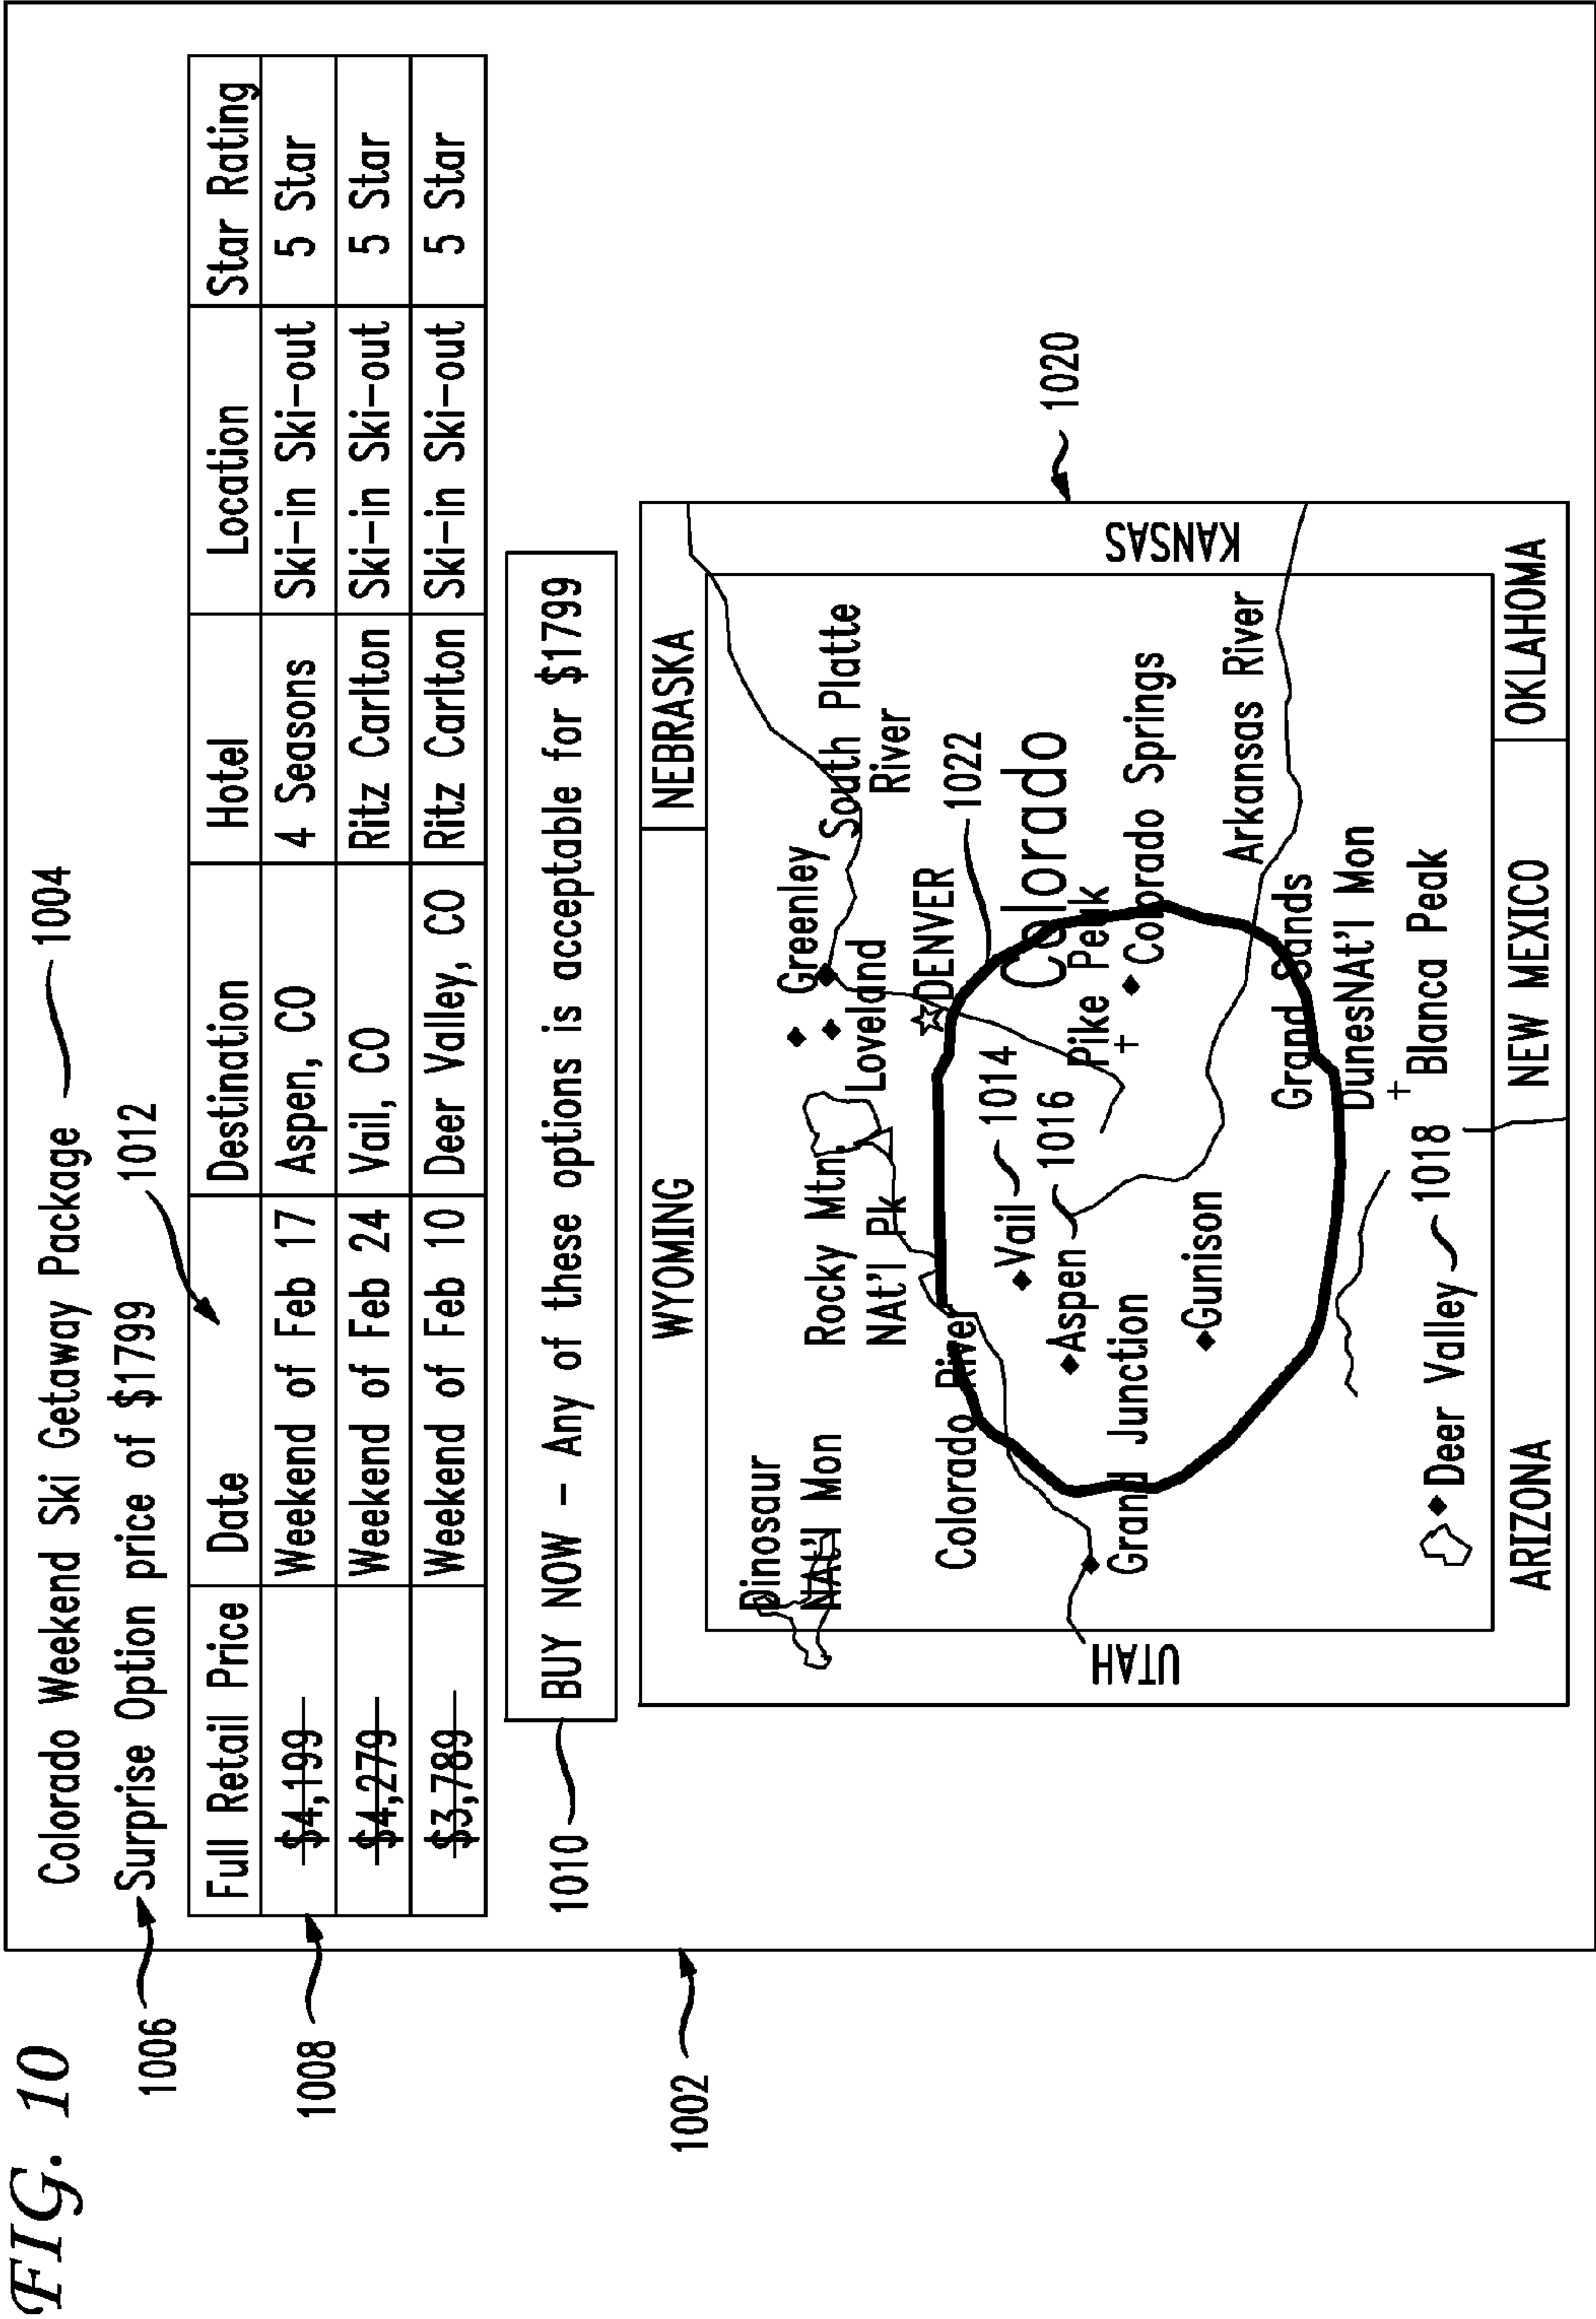 FIG. 10
Colorado Weekend Ski Getaway Package 1004
1006 Surprise Option price of $1799 1012
Full Retail Price Date Destination Hotel Location Star Rating
$4,199 Weekend of Feb 17 Aspen, CO 4 Seasons Ski-in Ski-out 5 Star
$4,279 Weekend of Feb 24 Vail, CO Ritz Carlton Ski-in Ski-out 5 Star
$3,789 Weekend of Feb 10 Deer Valley, CO Ritz Carlton Ski-in Ski-out 5 Star
1008
1010 BUY NOW - Any of these options is acceptable for $1799
1002
1020
WYOMING NEBRASKA
Dinosaur
NAt'l Mon
Greenley
Rocky Mtn
NAt'l Pk
Loveland
South Platte
River
DENVER
1022
Colorado River
Vail 1014
Colorado
Aspen 1016
Pike Peak
Grand Junction
Colorado Springs
UTAH
KANSAS
Gunison
Arkansas River
Grand Sands
DunesNAt'l Mon
Blanca Peak
Deer Valley 1018
ARIZONA NEW MEXICO OKLAHOMA